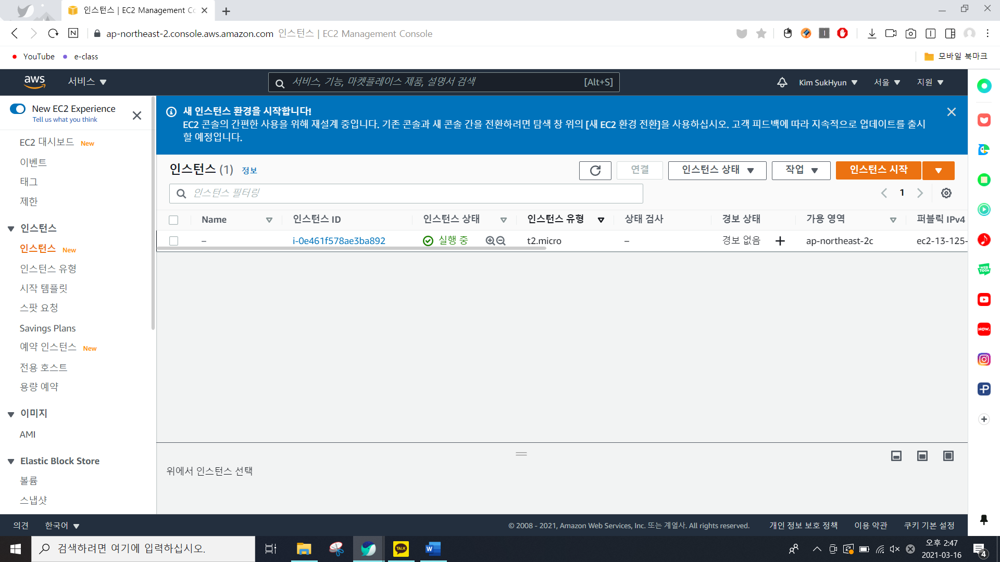 인스턴스 | EC2 Management Co
N
ap-northeast-2.console.aws.amazon.com 인스턴스 | EC2 Management Console
YouTube
e-class
모바일 북마크
aws
서비스
서비스, 기능, 마켓플레이스 제품, 설명서 검색
[Alt+S]
Kim SukHyun
서울
지원
New EC2 Experience
Tell us what you think
EC2 대시보드 New
이벤트
태그
제한
인스턴스
인스턴스 New
인스턴스 유형
시작 템플릿
스팟 요청
Savings Plans
예약 인스턴스 New
전용 호스트
용량 예약
이미지
AMI
Elastic Block Store
볼륨
스냅샷
새 인스턴스 환경을 시작합니다!
EC2 콘솔의 간편한 사용을 위해 재설계 중입니다. 기존 콘솔과 새 콘솔 간을 전환하려면 탐색 창 위의 [새 EC2 환경 전환]을 사용하십시오. 고객 피드백에 따라 지속적으로 업데이트를 출시
할 예정입니다.
인스턴스 (1) 정보
연결
인스턴스 상태
작업
인스턴스 시작
인스턴스 필터링
1
Name 인스턴스 ID 인스턴스 상태 인스턴스 유형 상태 검사 경보 상태 가용 영역 퍼블릭 IPv4
– i-0e461f578ae3ba892 실행 중 t2.micro – 경보 없음 + ap-northeast-2c ec2-13-125-
위에서 인스턴스 선택
WEB
TOON
NOW.
의견
한국어
© 2008 - 2021, Amazon Web Services, Inc. 또는 계열사. All rights reserved.
개인 정보 보호 정책
이용 약관
쿠키 기본 설정
검색하려면 여기에 입력하십시오.
TALK
W
오후 2:47
2021-03-16
4